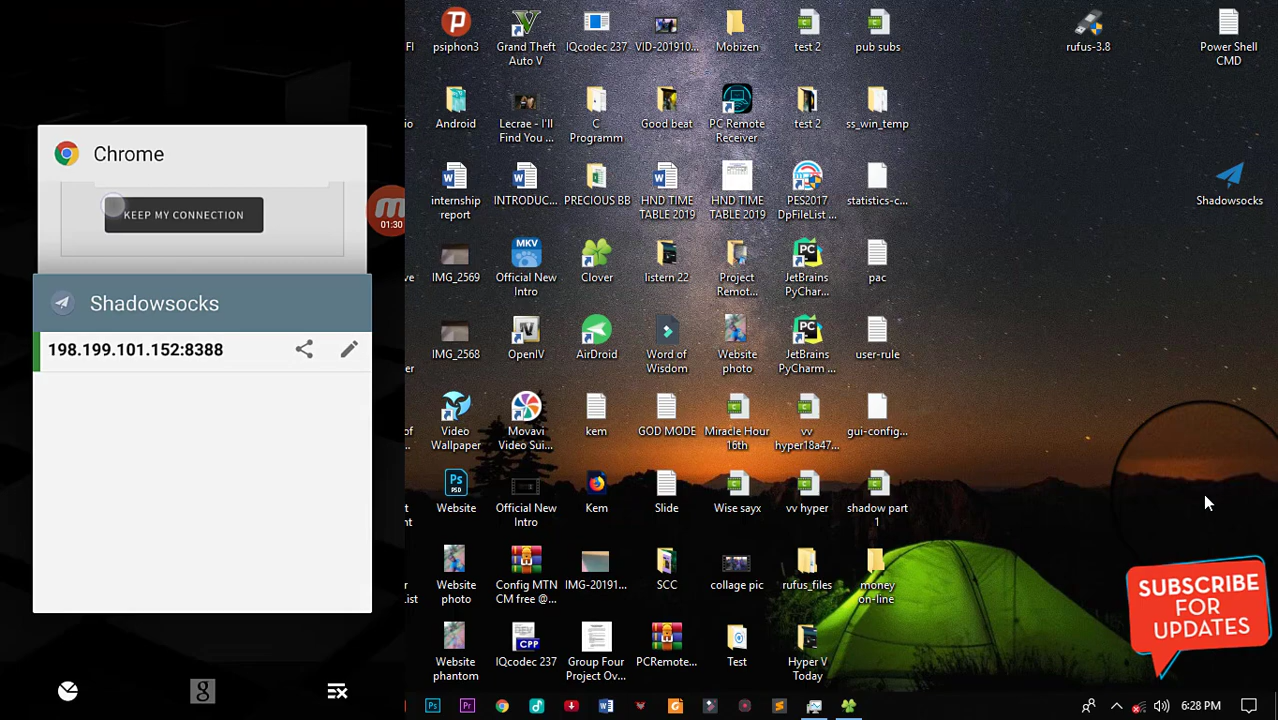 Chrome
KEEP MY CONNECTION
01:30
Shadowsocks
198.199.101.152:8388
psiphon3
Grand Theft
Auto V
IQcodec 237
VID-201910...
Mobizen
test 2
pub subs
rufus-3.8
Power Shell
CMD
Android
Lecrae - I'll
Find You ...
C
Programm
Good beat
PC Remote
Receiver
test 2
ss_win_temp
internship
report
INTRODUC...
PRECIOUS BB
HND TIME
TABLE 2019
HND TIME
TABLE 2019
PES2017
DpFileList ...
statistics-c...
Shadowsocks
IMG_2569
Official New
Intro
Clover
listern 22
Project
Remot...
JetBrains
PyChar...
pac
IMG_2568
OpenIV
AirDroid
Word of
Wisdom
Website
photo
JetBrains
PyCharm ...
user-rule
Video
Wallpaper
Movavi
Video Sui...
kem
GOD MODE
Miracle Hour
16th
vv
hyper18a47...
gui-config...
Website
Official New
Intro
Kem
Slide
Wise sayx
vv hyper
shadow part
1
Website
photo
Config MTN
CM free @...
IMG-20191...
SCC
collage pic
rufus_files
money
on-line
Website
phantom
IQcodec 237
Group Four
Project Ov...
PCRemote...
Test
Hyper V
Today
SUBSCRIBE
FOR
UPDATES
6:28 PM